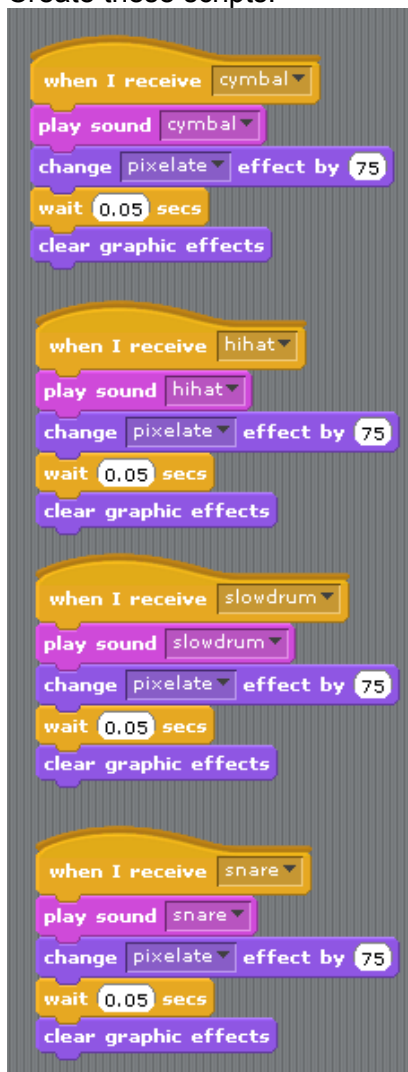 Create these scripts:
when I receive cymbal
play sound cymbal
change pixelate effect by 75
wait 0.05 secs
clear graphic effects
when I receive hihat
play sound hihat
change pixelate effect by 75
wait 0.05 secs
clear graphic effects
when I receive slowdrum
play sound slowdrum
change pixelate effect by 75
wait 0.05 secs
clear graphic effects
when I receive snare
play sound snare
change pixelate effect by 75
wait 0.05 secs
clear graphic effects